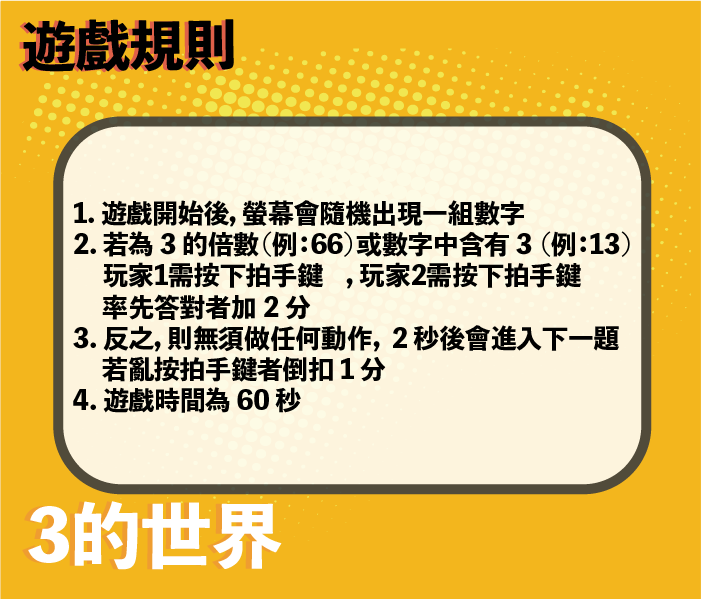 遊戲規則
1. 遊戲開始後，螢幕會隨機出現一組數字
2. 若為 3 的倍數（例：66）或數字中含有 3（例：13）
玩家1需按下拍手鍵 ，玩家2需按下拍手鍵
率先答對者加 2 分
3. 反之，則無須做任何動作，2 秒後會進入下一題
若亂按拍手鍵者倒扣 1 分
4. 遊戲時間為 60 秒
3的世界